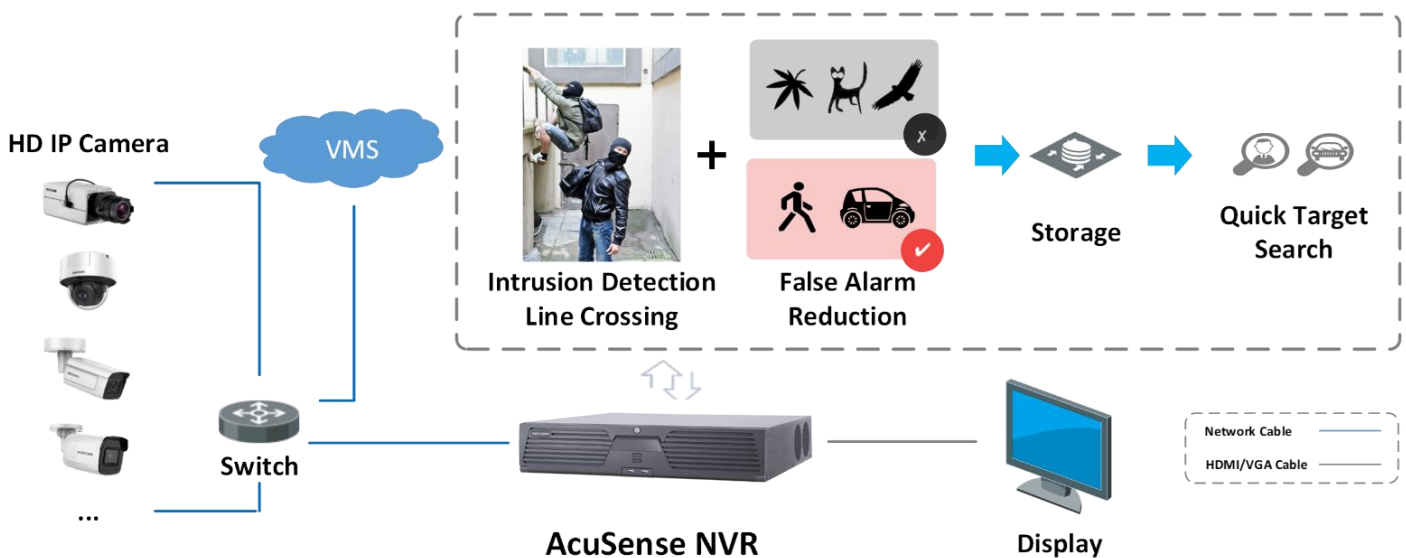 HD IP Camera
VMS
Intrusion Detection
Line Crossing
+
False Alarm
Reduction
Storage
Quick Target
Search
Switch
...
AcuSense NVR
Display
Network Cable
HDMI/VGA Cable